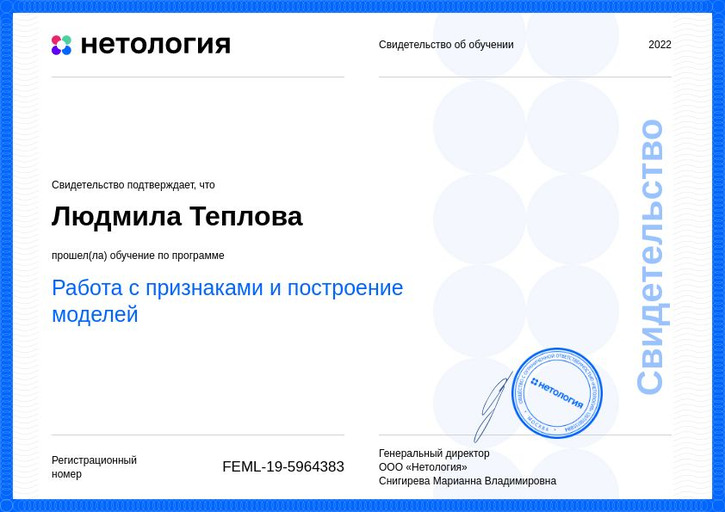 нетология
Свидетельство об обучении
2022
Свидетельство подтверждает, что
Людмила Теплова
прошел(ла) обучение по программе
Работа с признаками и построение
моделей
Свидетельство
нетология
МОСКВА
Регистрационный
номер
FEML-19-5964383
Генеральный директор
ООО «Нетология»
Снигирева Марианна Владимировна